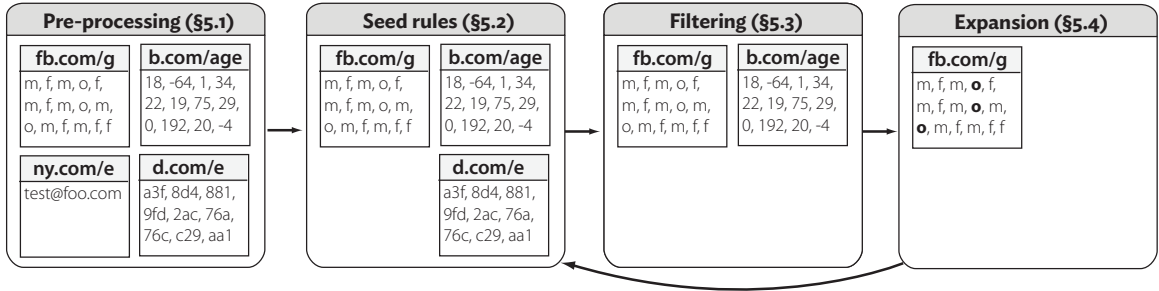 Pre-processing (§5.1)
fb.com/g
m, f, m, o, f,
m, f, m, o, m,
o, m, f, m, f, f
b.com/age
18, -64, 1, 34,
22, 19, 75, 29,
0, 192, 20, -4
ny.com/e
test@foo.com
d.com/e
a3f, 8d4, 881,
9fd, 2ac, 76a,
76c, c29, aa1
Seed rules (§5.2)
fb.com/g
m, f, m, o, f,
m, f, m, o, m,
o, m, f, m, f, f
b.com/age
18, -64, 1, 34,
22, 19, 75, 29,
0, 192, 20, -4
d.com/e
a3f, 8d4, 881,
9fd, 2ac, 76a,
76c, c29, aa1
Filtering (§5.3)
fb.com/g
m, f, m, o, f,
m, f, m, o, m,
o, m, f, m, f, f
b.com/age
18, -64, 1, 34,
22, 19, 75, 29,
0, 192, 20, -4
Expansion (§5.4)
fb.com/g
m, f, m, o, f,
m, f, m, o, m,
o, m, f, m, f, f